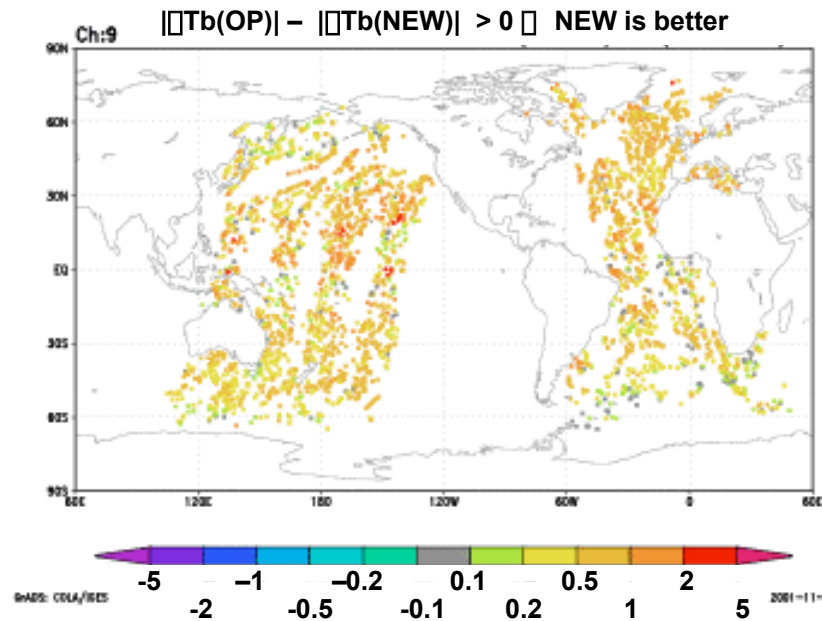 |▯Tb(OP)| – |▯Tb(NEW)| > 0 ▯ NEW is better
Ch:9
90N
60N
30N
EQ
30S
60S
90S
60E 120E 180 120W 60W 0 60E
-5 –1 –0.2 0.1 0.5 2
-2 -0.5 -0.1 0.2 1 5
GrADS: COLA/IGES